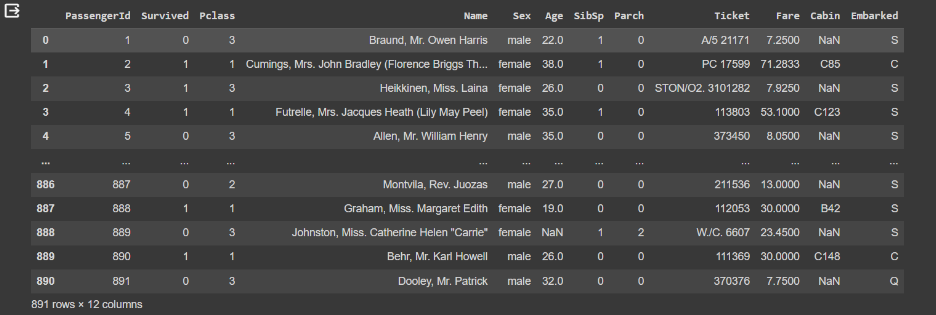 PassengerId Survived Pclass Name Sex Age SibSp Parch Ticket Fare Cabin Embarked
0 1 0 3 Braund, Mr. Owen Harris male 22.0 1 0 A/5 21171 7.2500 NaN S
1 2 1 1 Cumings, Mrs. John Bradley (Florence Briggs Th... female 38.0 1 0 PC 17599 71.2833 C85 C
2 3 1 3 Heikkinen, Miss. Laina female 26.0 0 0 STON/O2. 3101282 7.9250 NaN S
3 4 1 1 Futrelle, Mrs. Jacques Heath (Lily May Peel) female 35.0 1 0 113803 53.1000 C123 S
4 5 0 3 Allen, Mr. William Henry male 35.0 0 0 373450 8.0500 NaN S
... ... ... ... ... ... ... ... ... ... ... ... ...
886 887 0 2 Montvila, Rev. Juozas male 27.0 0 0 211536 13.0000 NaN S
887 888 1 1 Graham, Miss. Margaret Edith female 19.0 0 0 112053 30.0000 B42 S
888 889 0 3 Johnston, Miss. Catherine Helen "Carrie" female NaN 1 2 W./C. 6607 23.4500 NaN S
889 890 1 1 Behr, Mr. Karl Howell male 26.0 0 0 111369 30.0000 C148 C
890 891 0 3 Dooley, Mr. Patrick male 32.0 0 0 370376 7.7500 NaN Q
891 rows × 12 columns